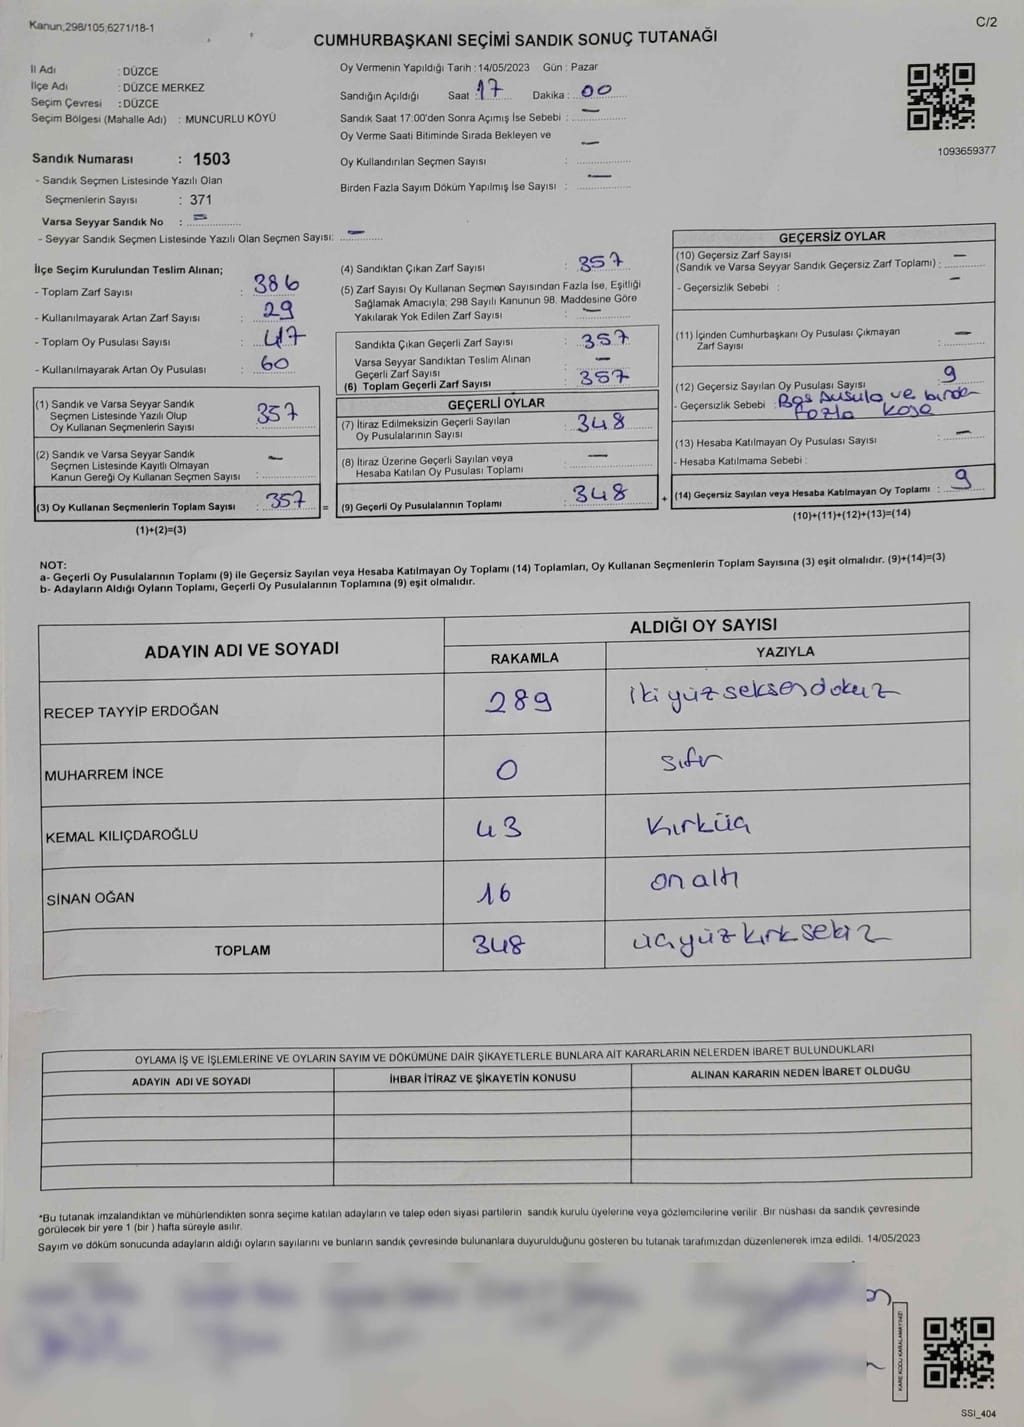 Kanun,298/105,6271/18-1
C/2
CUMHURBAŞKANI SEÇİMİ SANDIK SONUÇ TUTANAĞI
İl Adı : DÜZCE
İlçe Adı : DÜZCE MERKEZ
Seçim Çevresi : DÜZCE
Seçim Bölgesi (Mahalle Adı) : MUNCURLU KÖYÜ
Sandık Numarası : 1503
- Sandık Seçmen Listesinde Yazılı Olan
Seçmenlerin Sayısı : 371
Varsa Seyyar Sandık No : =
- Seyyar Sandık Seçmen Listesinde Yazılı Olan Seçmen Sayısı: —
Oy Vermenin Yapıldığı Tarih : 14/05/2023 Gün : Pazar
Sandığın Açıldığı Saat : 17 Dakika : 00
Sandık Saat 17:00'den Sonra Açımış İse Sebebi : —
Oy Verme Saati Bitiminde Sırada Bekleyen ve
Oy Kullandırılan Seçmen Sayısı : —
Birden Fazla Sayım Döküm Yapılmış İse Sayısı : —
1093659377
İlçe Seçim Kurulundan Teslim Alınan;
- Toplam Zarf Sayısı : 386
- Kullanılmayarak Artan Zarf Sayısı : 29
- Toplam Oy Pusulası Sayısı : 417
- Kullanılmayarak Artan Oy Pusulası : 60
(1) Sandık ve Varsa Seyyar Sandık
Seçmen Listesinde Yazılı Olup
Oy Kullanan Seçmenlerin Sayısı : 357
(2) Sandık ve Varsa Seyyar Sandık
Seçmen Listesinde Kayıtlı Olmayan
Kanun Gereği Oy Kullanan Seçmen Sayısı : —
(3) Oy Kullanan Seçmenlerin Toplam Sayısı : 357 =
(1)+(2)=(3)
(4) Sandıktan Çıkan Zarf Sayısı : 357
(5) Zarf Sayısı Oy Kullanan Seçmen Sayısından Fazla İse, Eşitliği
Sağlamak Amacıyla; 298 Sayılı Kanunun 98. Maddesine Göre
Yakılarak Yok Edilen Zarf Sayısı : —
Sandıkta Çıkan Geçerli Zarf Sayısı : 357
Varsa Seyyar Sandıktan Teslim Alınan
Geçerli Zarf Sayısı : —
(6) Toplam Geçerli Zarf Sayısı : 357
GEÇERLİ OYLAR
(7) İtiraz Edilmeksizin Geçerli Sayılan
Oy Pusulalarının Sayısı : 348
(8) İtiraz Üzerine Geçerli Sayılan veya
Hesaba Katılan Oy Pusulası Toplamı : —
(9) Geçerli Oy Pusulalarının Toplamı : 348 +
GEÇERSİZ OYLAR
(10) Geçersiz Zarf Sayısı
(Sandık ve Varsa Seyyar Sandık Geçersiz Zarf Toplamı) : —
- Geçersizlik Sebebi : —
(11) İçinden Cumhurbaşkanı Oy Pusulası Çıkmayan
Zarf Sayısı : —
(12) Geçersiz Sayılan Oy Pusulası Sayısı : 9
- Geçersizlik Sebebi : Boş pusula ve birden
fazla kaşe
(13) Hesaba Katılmayan Oy Pusulası Sayısı : —
- Hesaba Katılmama Sebebi :
(14) Geçersiz Sayılan veya Hesaba Katılmayan Oy Toplamı : 9
(10)+(11)+(12)+(13)=(14)
NOT:
a- Geçerli Oy Pusulalarının Toplamı (9) ile Geçersiz Sayılan veya Hesaba Katılmayan Oy Toplamı (14) Toplamları, Oy Kullanan Seçmenlerin Toplam Sayısına (3) eşit olmalıdır. (9)+(14)=(3)
b- Adayların Aldığı Oyların Toplamı, Geçerli Oy Pusulalarının Toplamına (9) eşit olmalıdır.
ADAYIN ADI VE SOYADI
ALDIĞI OY SAYISI
RAKAMLA YAZIYLA
RECEP TAYYİP ERDOĞAN 289 ikiyüzseksendokuz
MUHARREM İNCE 0 sıfır
KEMAL KILIÇDAROĞLU 43 Kırküç
SİNAN OĞAN 16 onaltı
TOPLAM 348 üçyüzkırksekiz
OYLAMA İŞ VE İŞLEMLERİNE VE OYLARIN SAYIM VE DÖKÜMÜNE DAİR ŞİKAYETLERLE BUNLARA AİT KARARLARIN NELERDEN İBARET BULUNDUKLARI
ADAYIN ADI VE SOYADI İHBAR İTİRAZ VE ŞİKAYETİN KONUSU ALINAN KARARIN NEDEN İBARET OLDUĞU
*Bu tutanak imzalandıktan ve mühürlendikten sonra seçime katılan adayların ve talep eden siyasi partilerin sandık kurulu üyelerine veya gözlemcilerine verilir. Bir nüshası da sandık çevresinde
görülecek bir yere 1 (bir ) hafta süreyle asılır.
Sayım ve döküm sonucunda adayların aldığı oyların sayılarını ve bunların sandık çevresinde bulunanlara duyurulduğunu gösteren bu tutanak tarafımızdan düzenlenerek imza edildi. 14/05/2023
KARE KODU KARALAMAYINIZ!
SSI_404